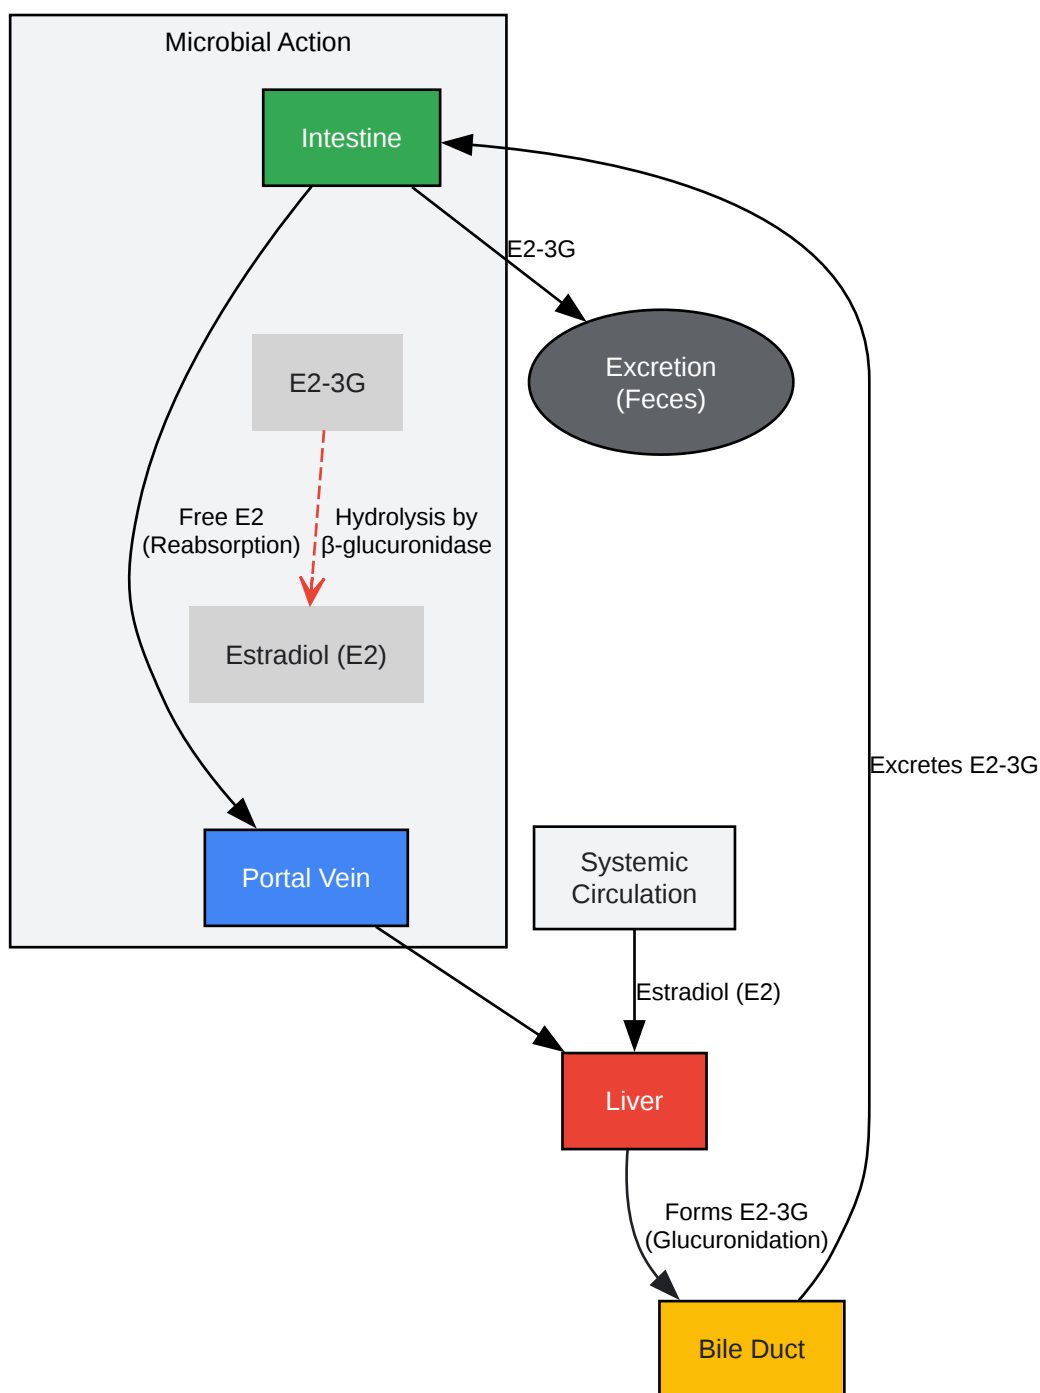 Microbial Action
Intestine
E2-3G
Excretion
(Feces)
E2-3G
Free E2
(Reabsorption)
Hydrolysis by
β-glucuronidase
Estradiol (E2)
Excretes E2-3G
Portal Vein
Systemic
Circulation
Estradiol (E2)
Liver
Forms E2-3G
(Glucuronidation)
Bile Duct